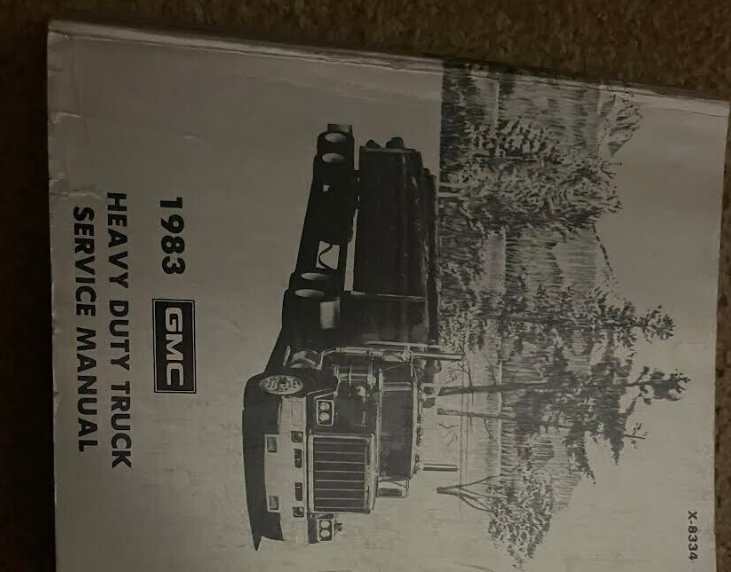 X-8334
1983 GMC
HEAVY DUTY TRUCK
SERVICE MANUAL